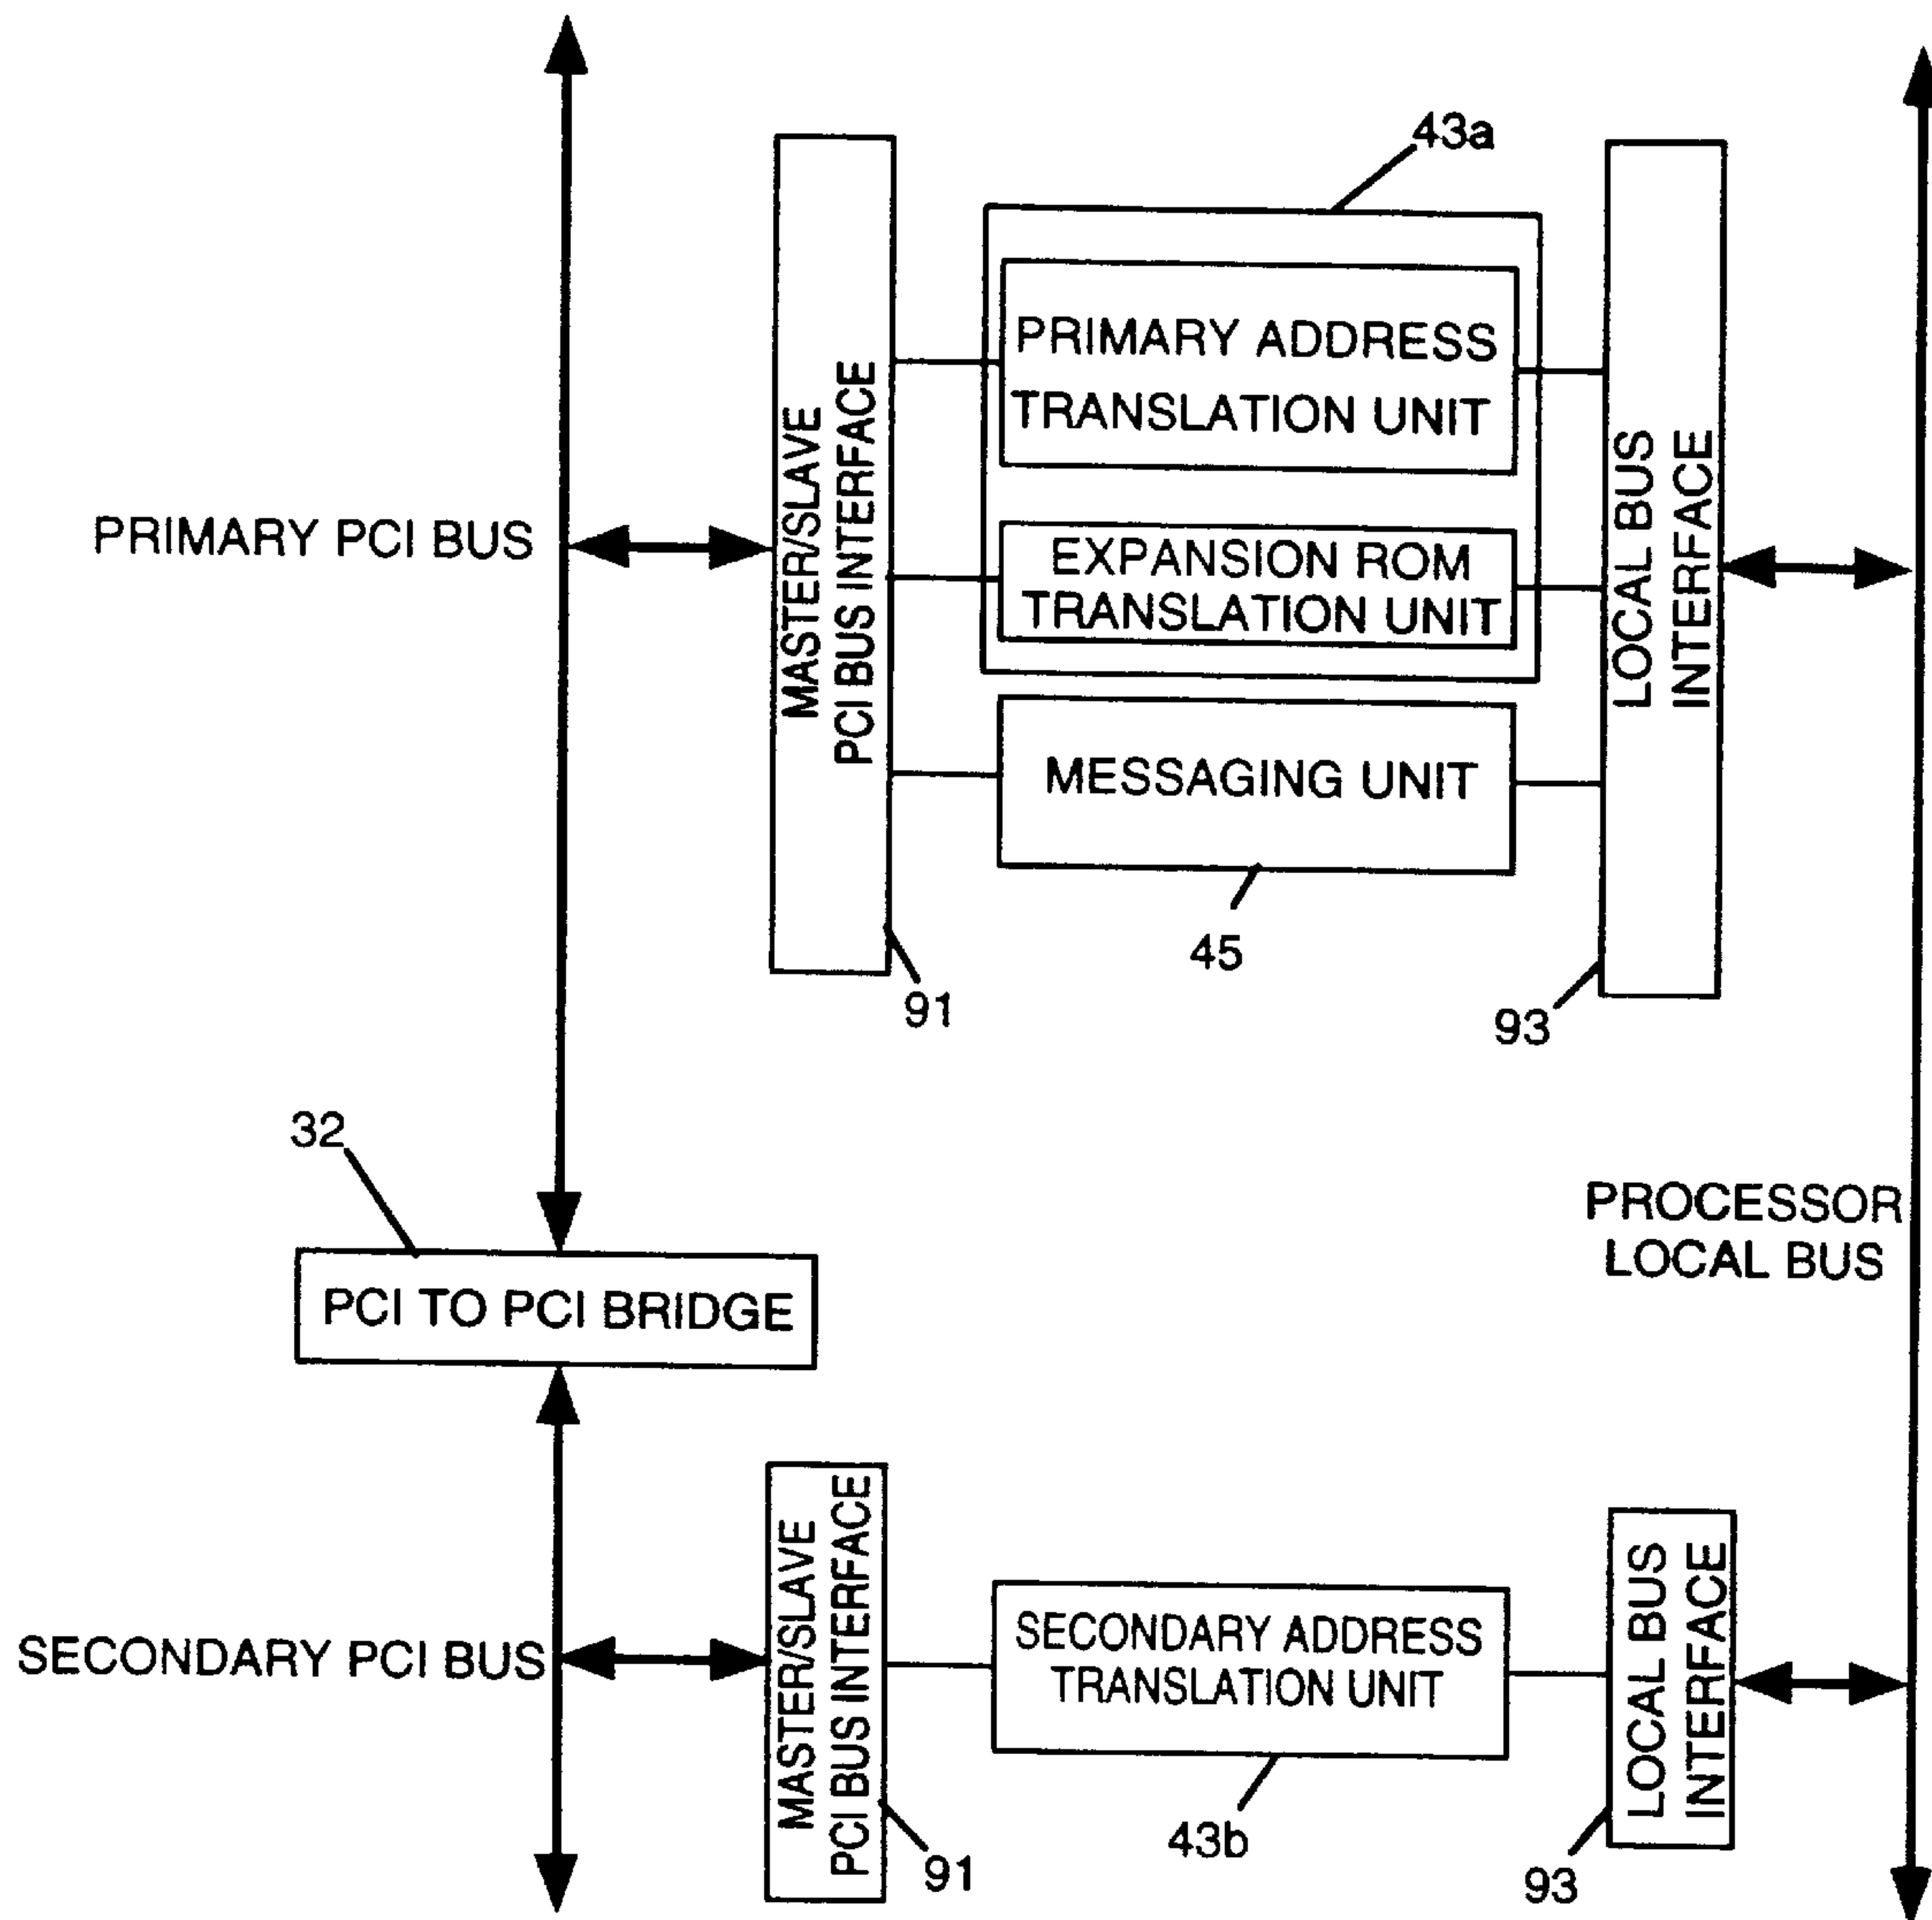 43a
PRIMARY ADDRESS
TRANSLATION UNIT
MASTER/SLAVE
PCI BUS INTERFACE
LOCAL BUS
INTERFACE
PRIMARY PCI BUS
EXPANSION ROM
TRANSLATION UNIT
MESSAGING UNIT
45
91
93
32
PROCESSOR
LOCAL BUS
PCI TO PCI BRIDGE
MASTER/SLAVE
PCI BUS INTERFACE
LOCAL BUS
INTERFACE
SECONDARY PCI BUS
SECONDARY ADDRESS
TRANSLATION UNIT
43b
91
93